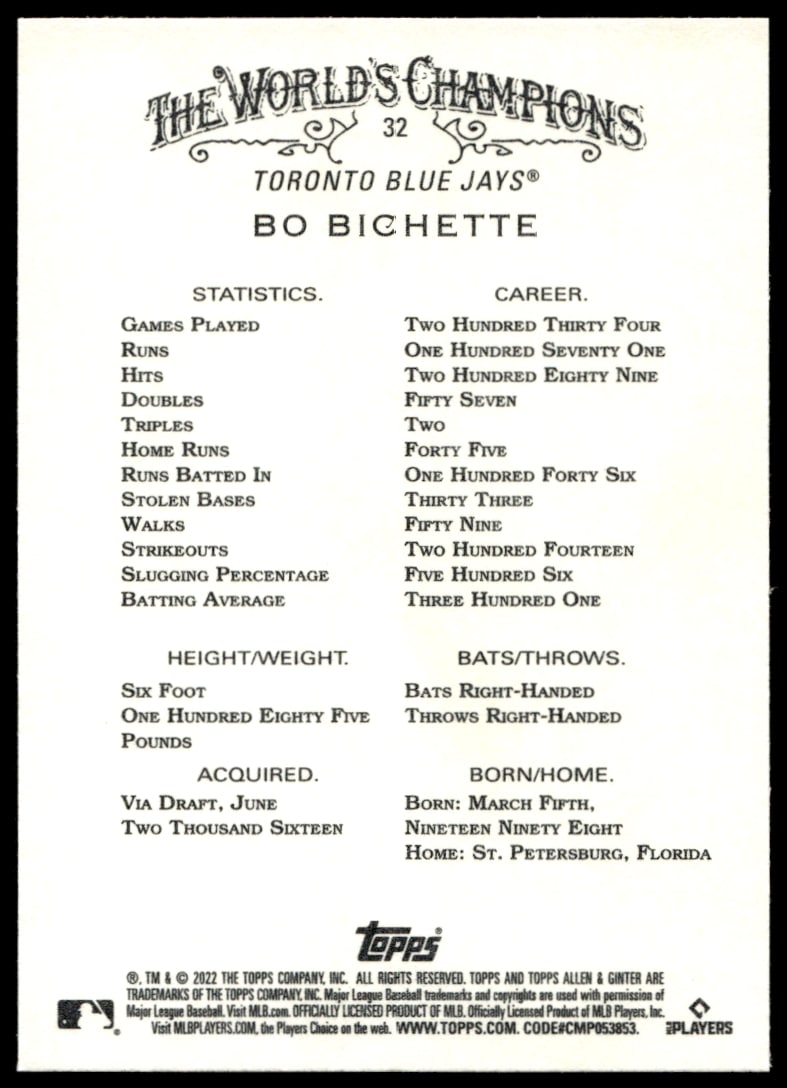 THE WORLD'S CHAMPIONS
32
TORONTO BLUE JAYS®
BO BICHETTE
STATISTICS. CAREER.
GAMES PLAYED TWO HUNDRED THIRTY FOUR
RUNS ONE HUNDRED SEVENTY ONE
HITS TWO HUNDRED EIGHTY NINE
DOUBLES FIFTY SEVEN
TRIPLES TWO
HOME RUNS FORTY FIVE
RUNS BATTED IN ONE HUNDRED FORTY SIX
STOLEN BASES THIRTY THREE
WALKS FIFTY NINE
STRIKEOUTS TWO HUNDRED FOURTEEN
SLUGGING PERCENTAGE FIVE HUNDRED SIX
BATTING AVERAGE THREE HUNDRED ONE
HEIGHT/WEIGHT.
SIX FOOT
ONE HUNDRED EIGHTY FIVE
POUNDS
BATS/THROWS.
BATS RIGHT-HANDED
THROWS RIGHT-HANDED
ACQUIRED.
VIA DRAFT, JUNE
TWO THOUSAND SIXTEEN
BORN/HOME.
BORN: MARCH FIFTH,
NINETEEN NINETY EIGHT
HOME: ST. PETERSBURG, FLORIDA
topps®
®, TM & © 2022 THE TOPPS COMPANY, INC. ALL RIGHTS RESERVED. TOPPS AND TOPPS ALLEN & GINTER ARE
TRADEMARKS OF THE TOPPS COMPANY, INC. Major League Baseball trademarks and copyrights are used with permission of
Major League Baseball. Visit MLB.com. OFFICIALLY LICENSED PRODUCT OF MLB. Officially Licensed Product of MLB Players, Inc.
Visit MLBPLAYERS.COM, the Players Choice on the web. WWW.TOPPS.COM. CODE#CMP053853.
MLB PLAYERS